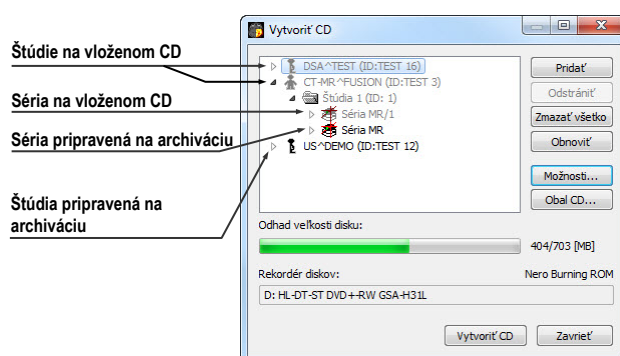 Vytvoriť CD
Štúdie na vloženom CD
DSA^TEST (ID:TEST 16)
CT-MR^FUSION (ID:TEST 3)
Štúdia 1 (ID: 1)
Séria na vloženom CD
Séria MR/1
Séria pripravená na archiváciu
Séria MR
US^DEMO (ID:TEST 12)
Štúdia pripravená na
archiváciu
Pridať
Odstrániť
Zmazať všetko
Obnoviť
Možnosti...
Obal CD...
Odhad veľkosti disku:
404/703 [MB]
Rekordér diskov:
Nero Burning ROM
D: HL-DT-ST DVD+-RW GSA-H31L
Vytvoriť CD
Zavrieť